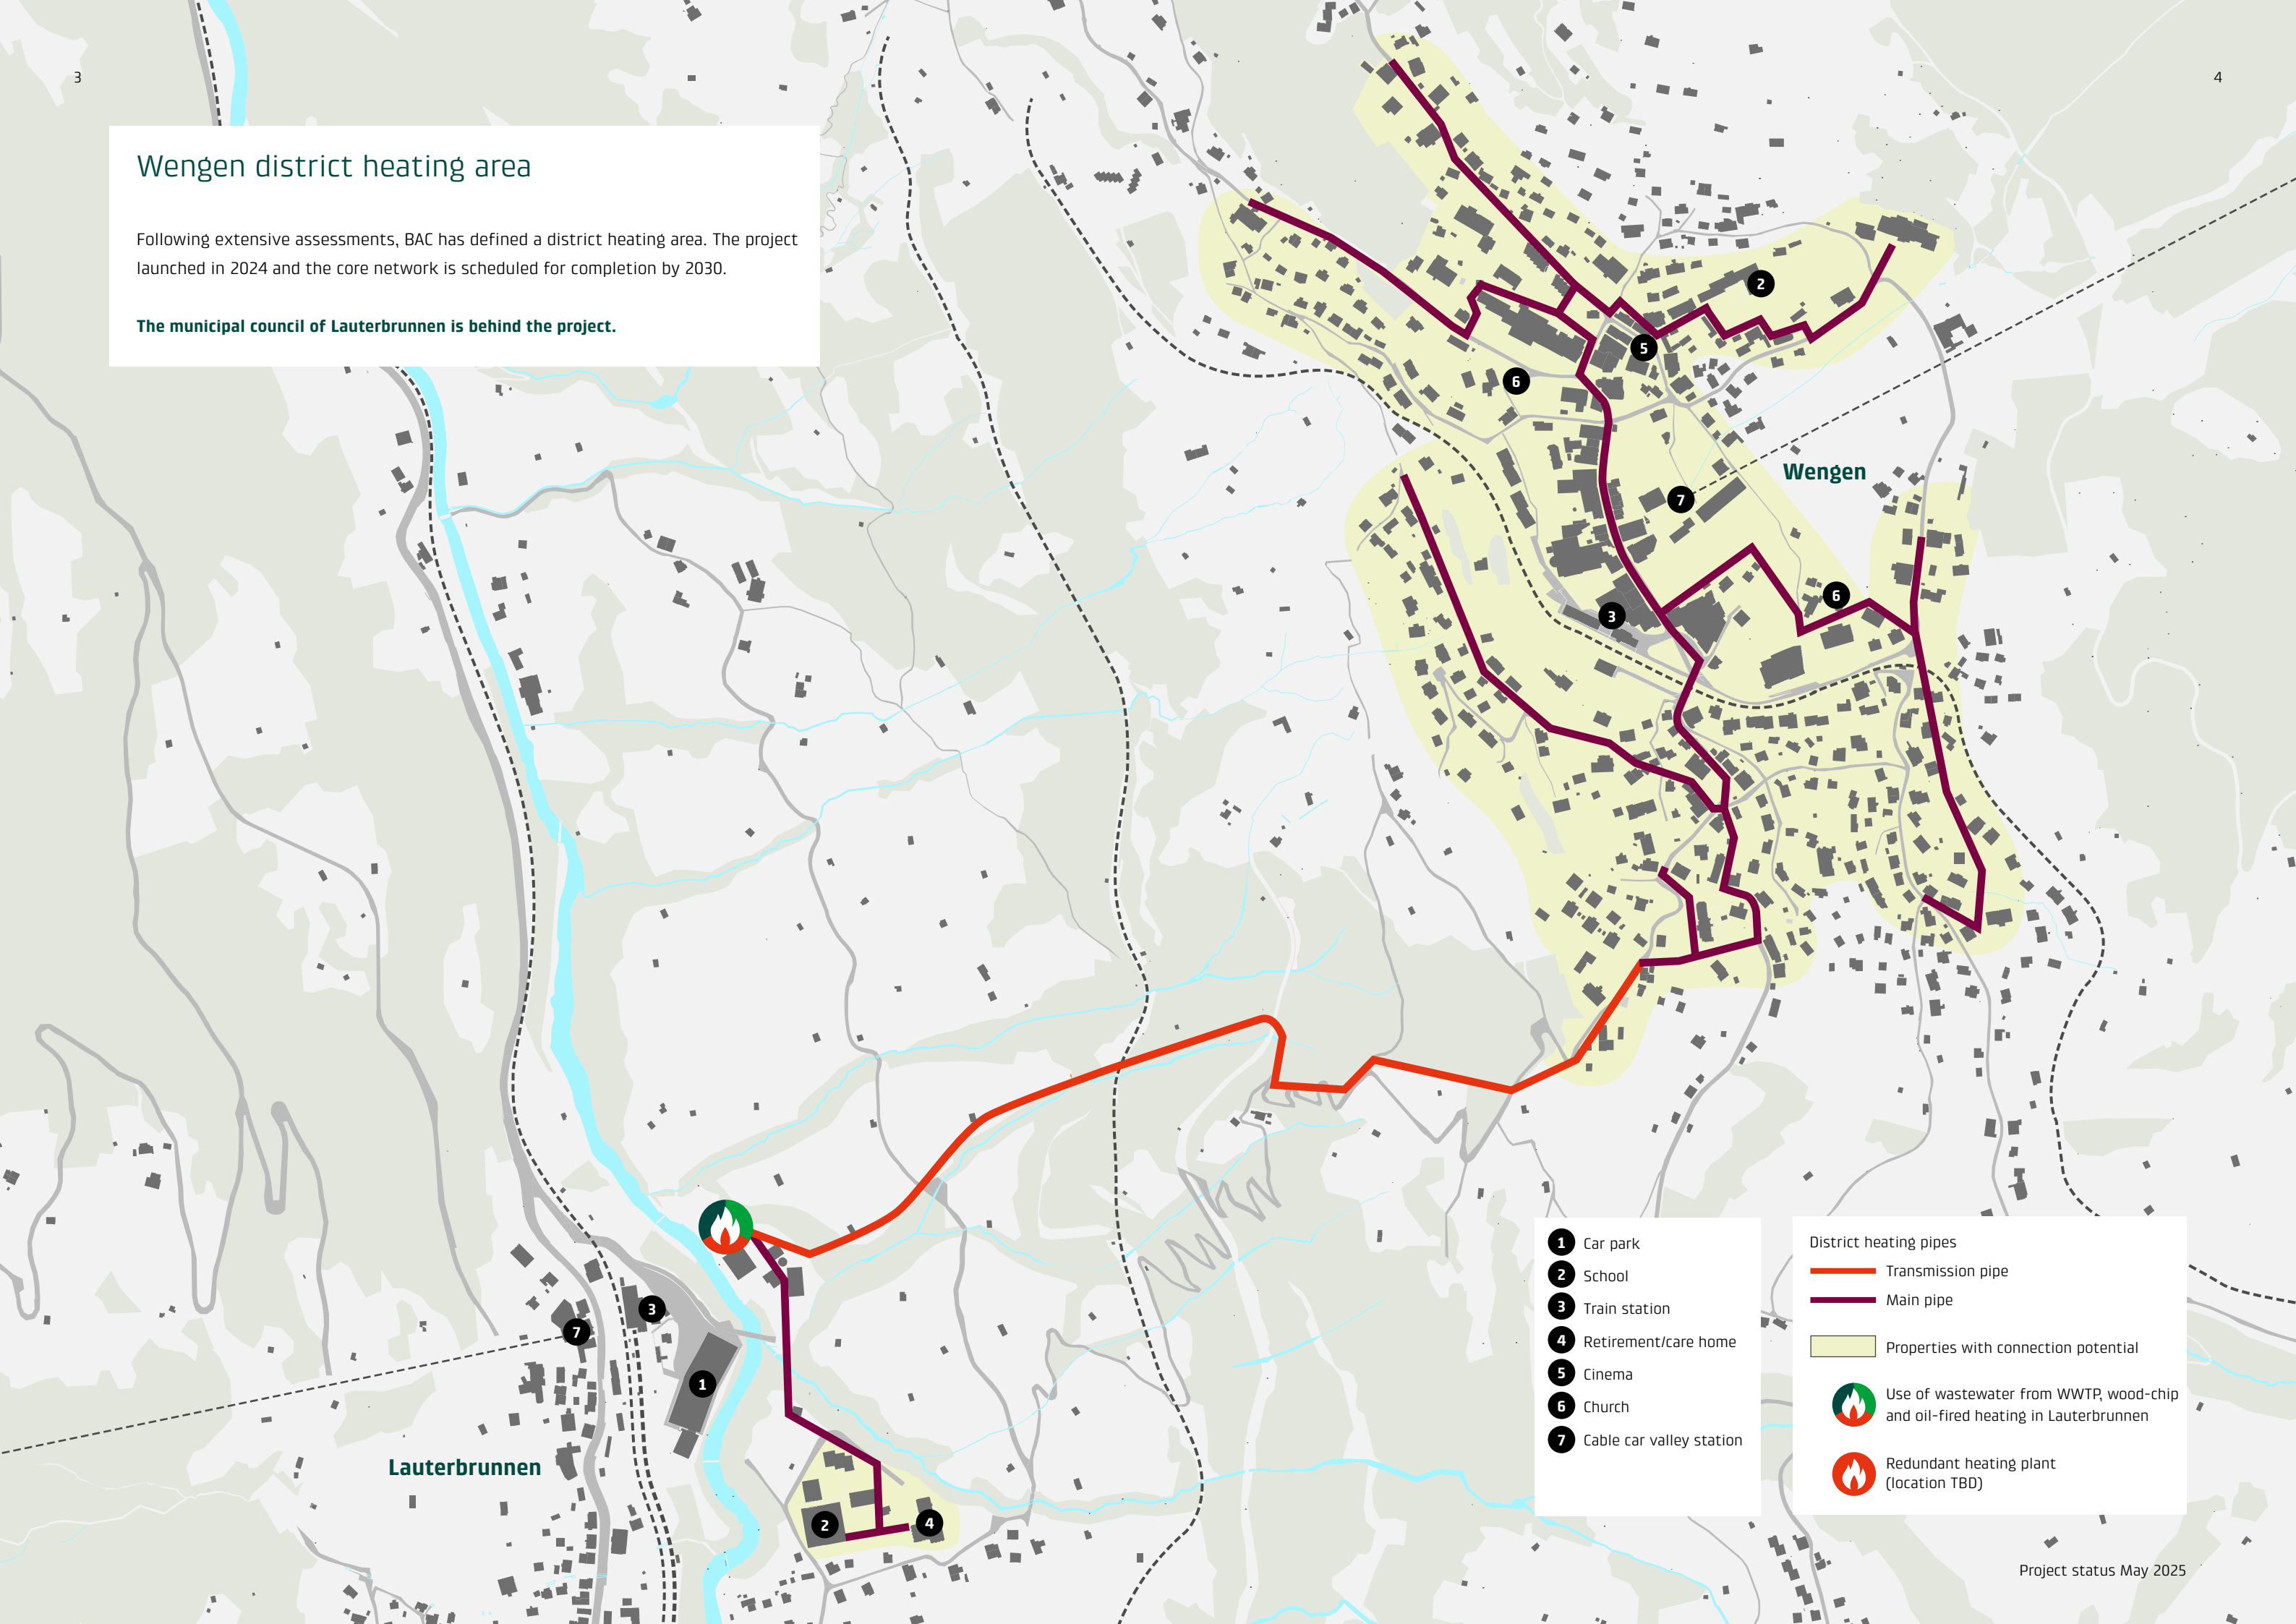 3
4
Wengen district heating area
Following extensive assessments, BAC has defined a district heating area. The project
launched in 2024 and the core network is scheduled for completion by 2030.
The municipal council of Lauterbrunnen is behind the project.
2
5
6
Wengen
7
6
3
3
7
1
Lauterbrunnen
2
4
1 Car park
2 School
3 Train station
4 Retirement/care home
5 Cinema
6 Church
7 Cable car valley station
District heating pipes
Transmission pipe
Main pipe
Properties with connection potential
Use of wastewater from WWTP, wood-chip
and oil-fired heating in Lauterbrunnen
Redundant heating plant
(location TBD)
Project status May 2025